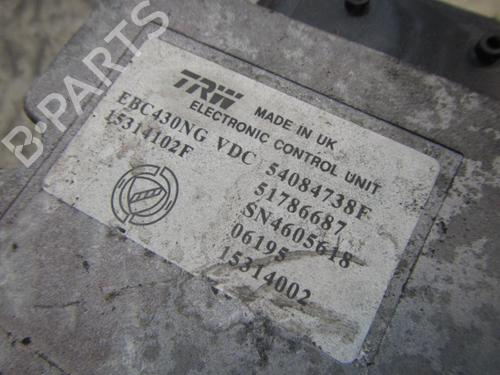 B-PARTS
TRW
MADE IN UK
ELECTRONIC CONTROL UNIT
EBC430NG VDC 54084738F
15314102F 51786687
SN4605618
06195
15314002